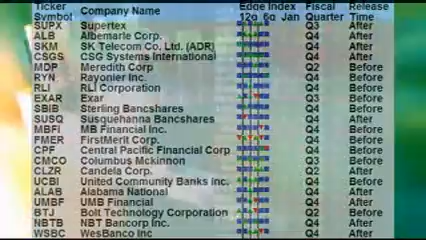 Ticker Symbol Company Name Edge Index 12q 6q Jan Fiscal Quarter Release Time
SUPX Supertex Q3 After
ALB Albemarle Corp. Q4 After
SKM SK Telecom Co. Ltd. (ADR) Q4 After
CSGS CSG Systems International Q4 After
MDP Meredith Corp Q2 Before
RYN Rayonier Inc. Q4 Before
RLI RLI Corporation Q4 Before
EXAR Exar Q3 Before
SBIB Sterling Bancshares Q4 Before
SUSQ Susquehanna Bancshares Q4 After
MBFI MB Financial Inc. Q4 Before
FMER FirstMerit Corp. Q4 Before
CPF Central Pacific Financial Corp Q4 Before
CMCO Columbus Mckinnon Q3 Before
CLZR Candela Corp. Q2 After
UCBI United Community Banks Inc. Q4 Before
ALAB Alabama National Q4 After
UMBF UMB Financial Q4 After
BTJ Bolt Technology Corporation Q2 Before
NBTB NBT Bancorp Inc. Q4 After
WSBC WesBanco Inc Q4 After